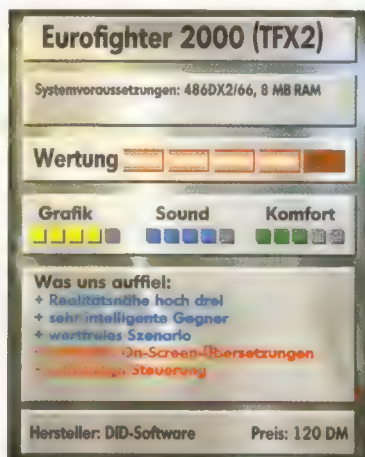 Eurofighter 2000 (TFX2)
Systemvoraussetzungen: 486DX2/66, 8 MB RAM
Wertung
Grafik Sound Komfort
Was uns auffiel:
+ Realitätsnähe hoch drei
+ sehr intelligente Gegner
+ wertfreies Szenario
- On-Screen-Übersetzungen
- Steuerung
Hersteller: DID-Software Preis: 120 DM